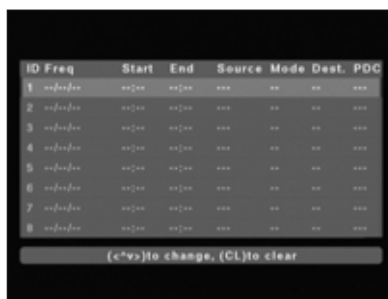 ID Freq Start End Source Mode Dest. PDC
1 --/--/-- --:-- --:-- --- -- -- ---
2 --/--/-- --:-- --:-- --- -- -- ---
3 --/--/-- --:-- --:-- --- -- -- ---
4 --/--/-- --:-- --:-- --- -- -- ---
5 --/--/-- --:-- --:-- --- -- -- ---
6 --/--/-- --:-- --:-- --- -- -- ---
7 --/--/-- --:-- --:-- --- -- -- ---
8 --/--/-- --:-- --:-- --- -- -- ---
(<^v>)to change, (CL)to clear